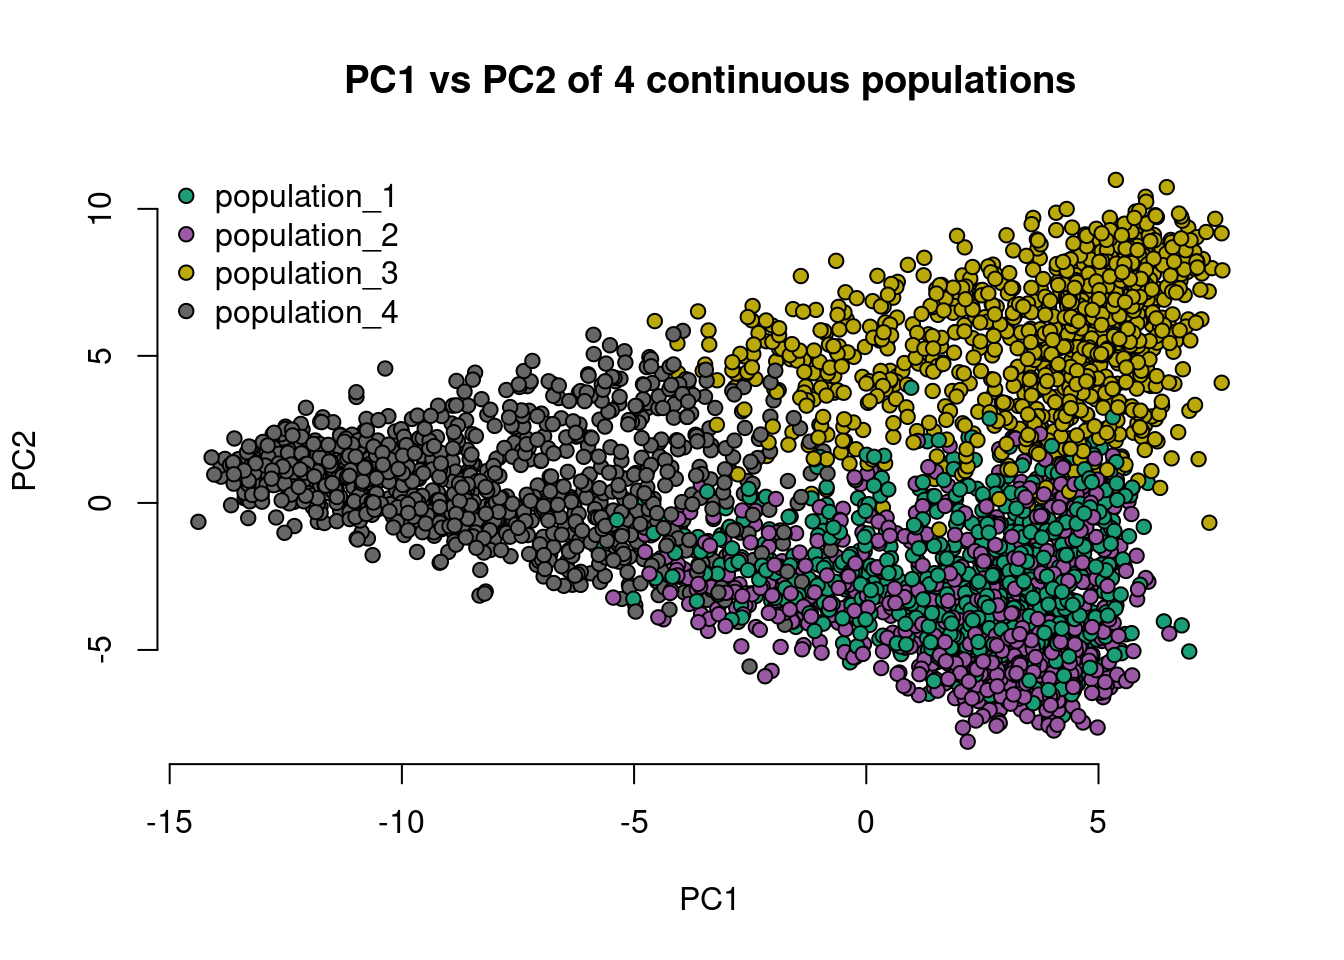 PC1 vs PC2 of 4 continuous populations
population_1
population_2
population_3
population_4
10
5
0
-5
PC2
-15 -10 -5 0 5
PC1